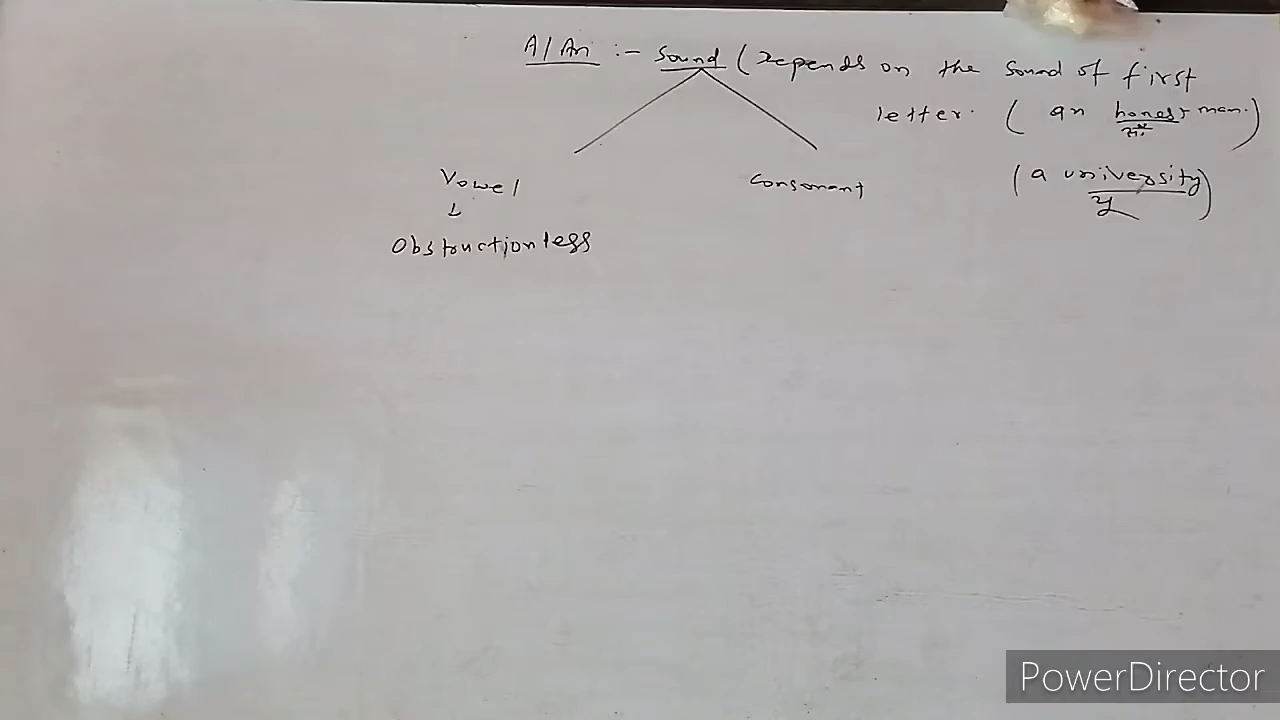 A/An :- Sound (Depends on the sound of first
letter. ( an honest man.)
(a university)
y
Vowel
Consonant
↓
Obstructionless
PowerDirector